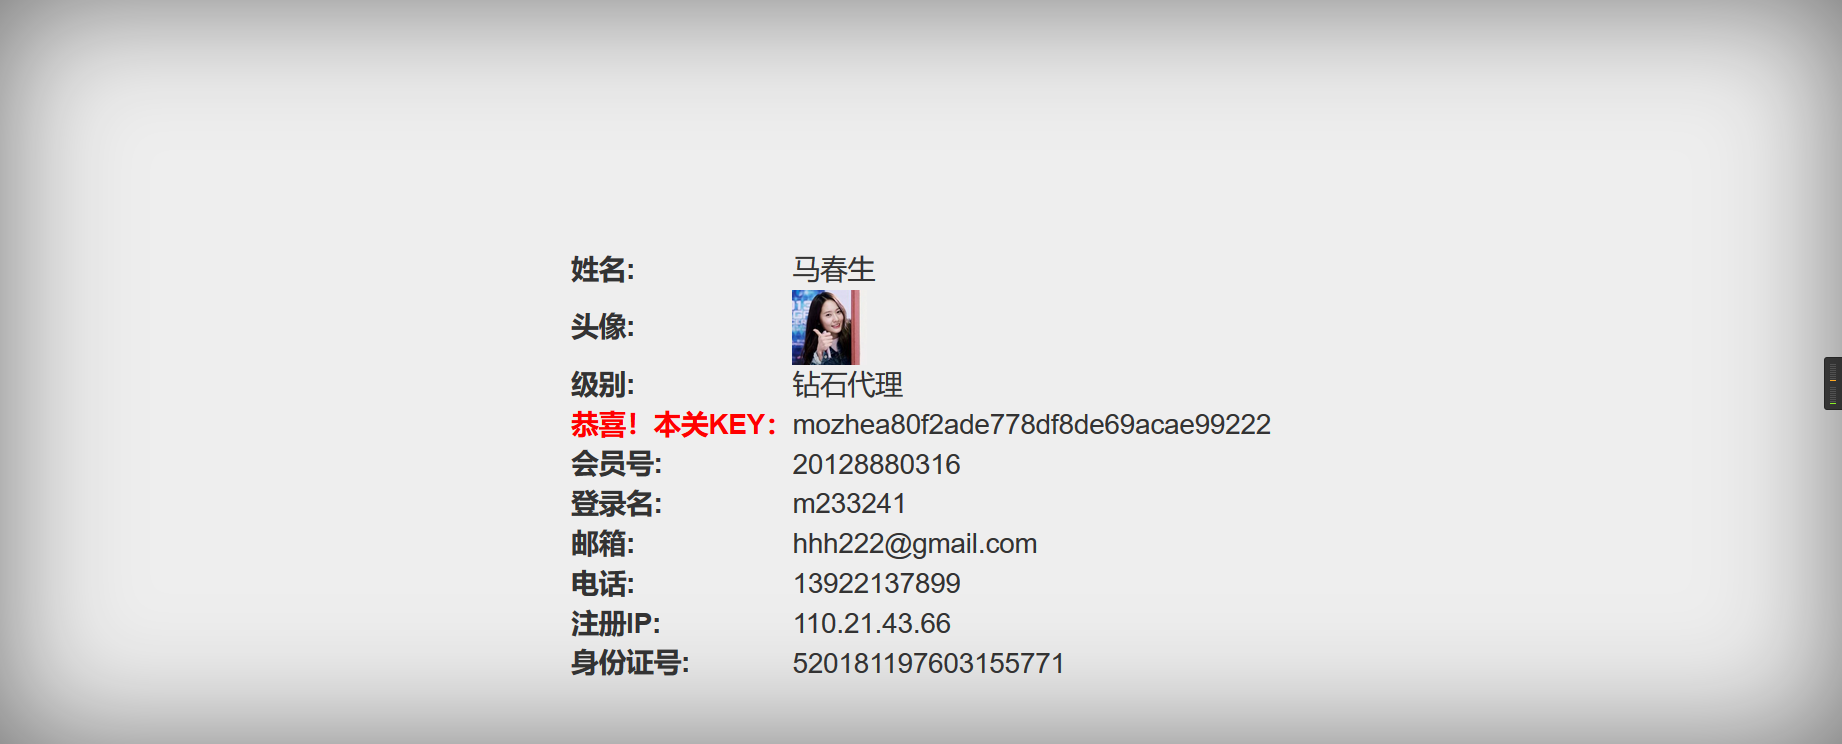 姓名: 马春生
头像:
级别: 钻石代理
恭喜！本关KEY： mozhea80f2ade778df8de69acae99222
会员号: 20128880316
登录名: m233241
邮箱: hhh222@gmail.com
电话: 13922137899
注册IP: 110.21.43.66
身份证号: 520181197603155771